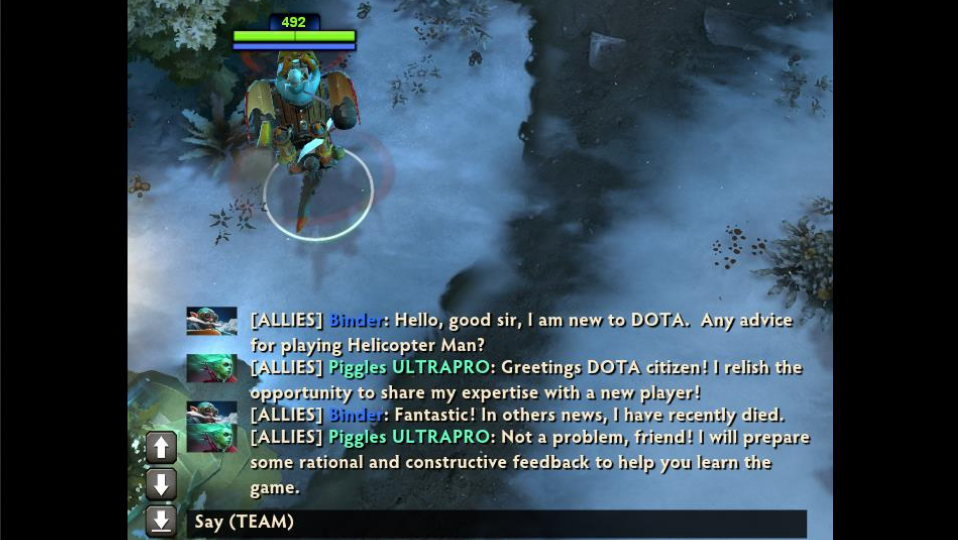 492
[ALLIES] Binder: Hello, good sir, I am new to DOTA. Any advice
for playing Helicopter Man?
[ALLIES] Piggles ULTRAPRO: Greetings DOTA citizen! I relish the
opportunity to share my expertise with a new player!
[ALLIES] Binder: Fantastic! In others news, I have recently died.
[ALLIES] Piggles ULTRAPRO: Not a problem, friend! I will prepare
some rational and constructive feedback to help you learn the
game.
Say (TEAM)